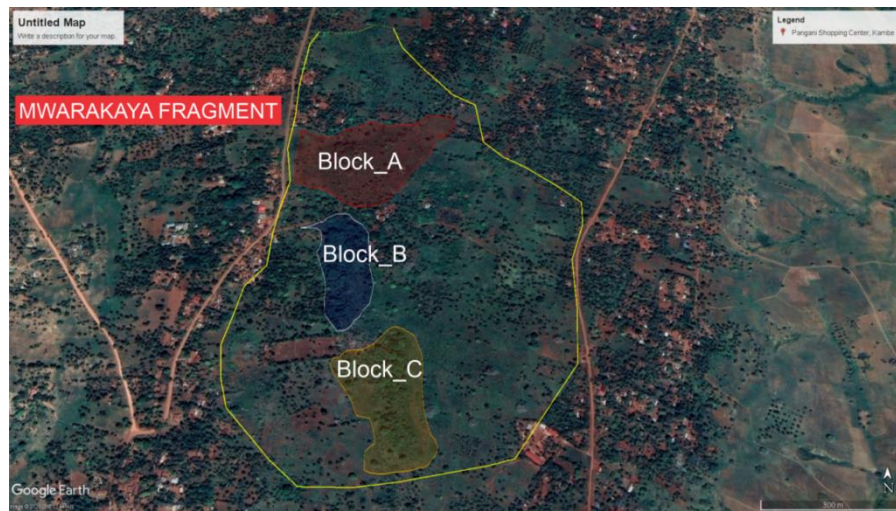 Untitled Map
Write a description for your map.
Legend
Pangani Shopping Center, Kambe
MWARAKAYA FRAGMENT
Block_A
Block_B
Block_C
Google Earth
300 m
N